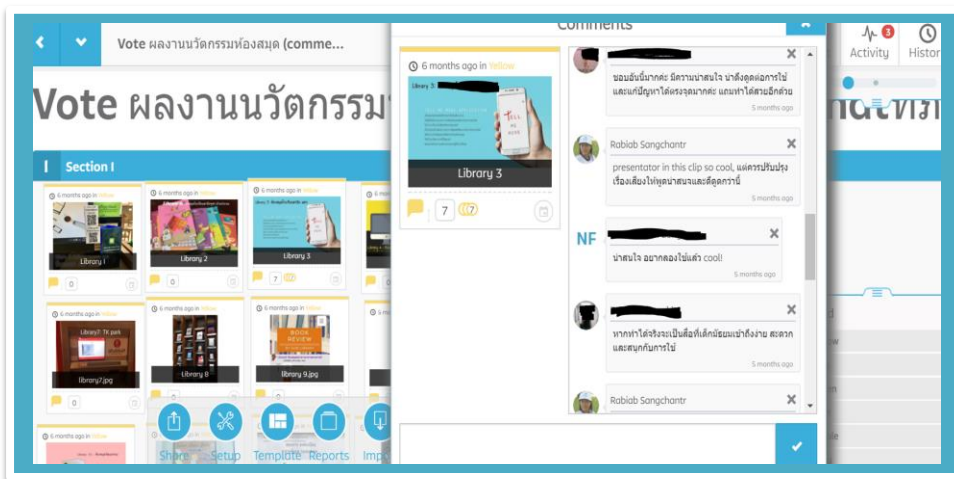 Comments
Vote ผลงานนวัตกรรมห้องสมุด (comme...
Activity
3
Histor
Vote ผลงานนวัตกรรม
I Section I
6 months ago in Yellow
Library 1
0
6 months ago in Yellow
Library 2
0
6 months ago in Yellow
Library 3
7
7
6 m
0
6 months ago in Yellow
Library7: TK park
library7.jpg
0
6 months ago in Yellow
Library 8
6 months ago in Yellow
BOOK
REVIEW
library 9.jpg
6 months ago in Yellow
Share
Setup
Template
Reports
Impo
6 months ago in Yellow
Library 3:
TELL
ME
MORE
Library 3
7
7
ชอบอันนี้มากค่ะ มีความน่าสนใจ น่าดึงดูดต่อการใช้
และแก้ปัญหาได้ตรงจุดมากค่ะ แถมทำได้สวยอีกด้วย
5 months ago
Rabiab Sangchantr
presentator in this clip so cool, แต่ควรปรับปรุง
เรื่องเสียงให้พูดน่าสนใจและดีดูดกว่านี้
5 months ago
NF
น่าสนใจ อยากลองใช้แล้ว cool!
5 months ago
หากทำได้จริงจะเป็นสื่อที่เด็กมัธยมเข้าถึงง่าย สะดวก
และสนุกกับการใช้
5 months ago
Rabiab Sangchantr